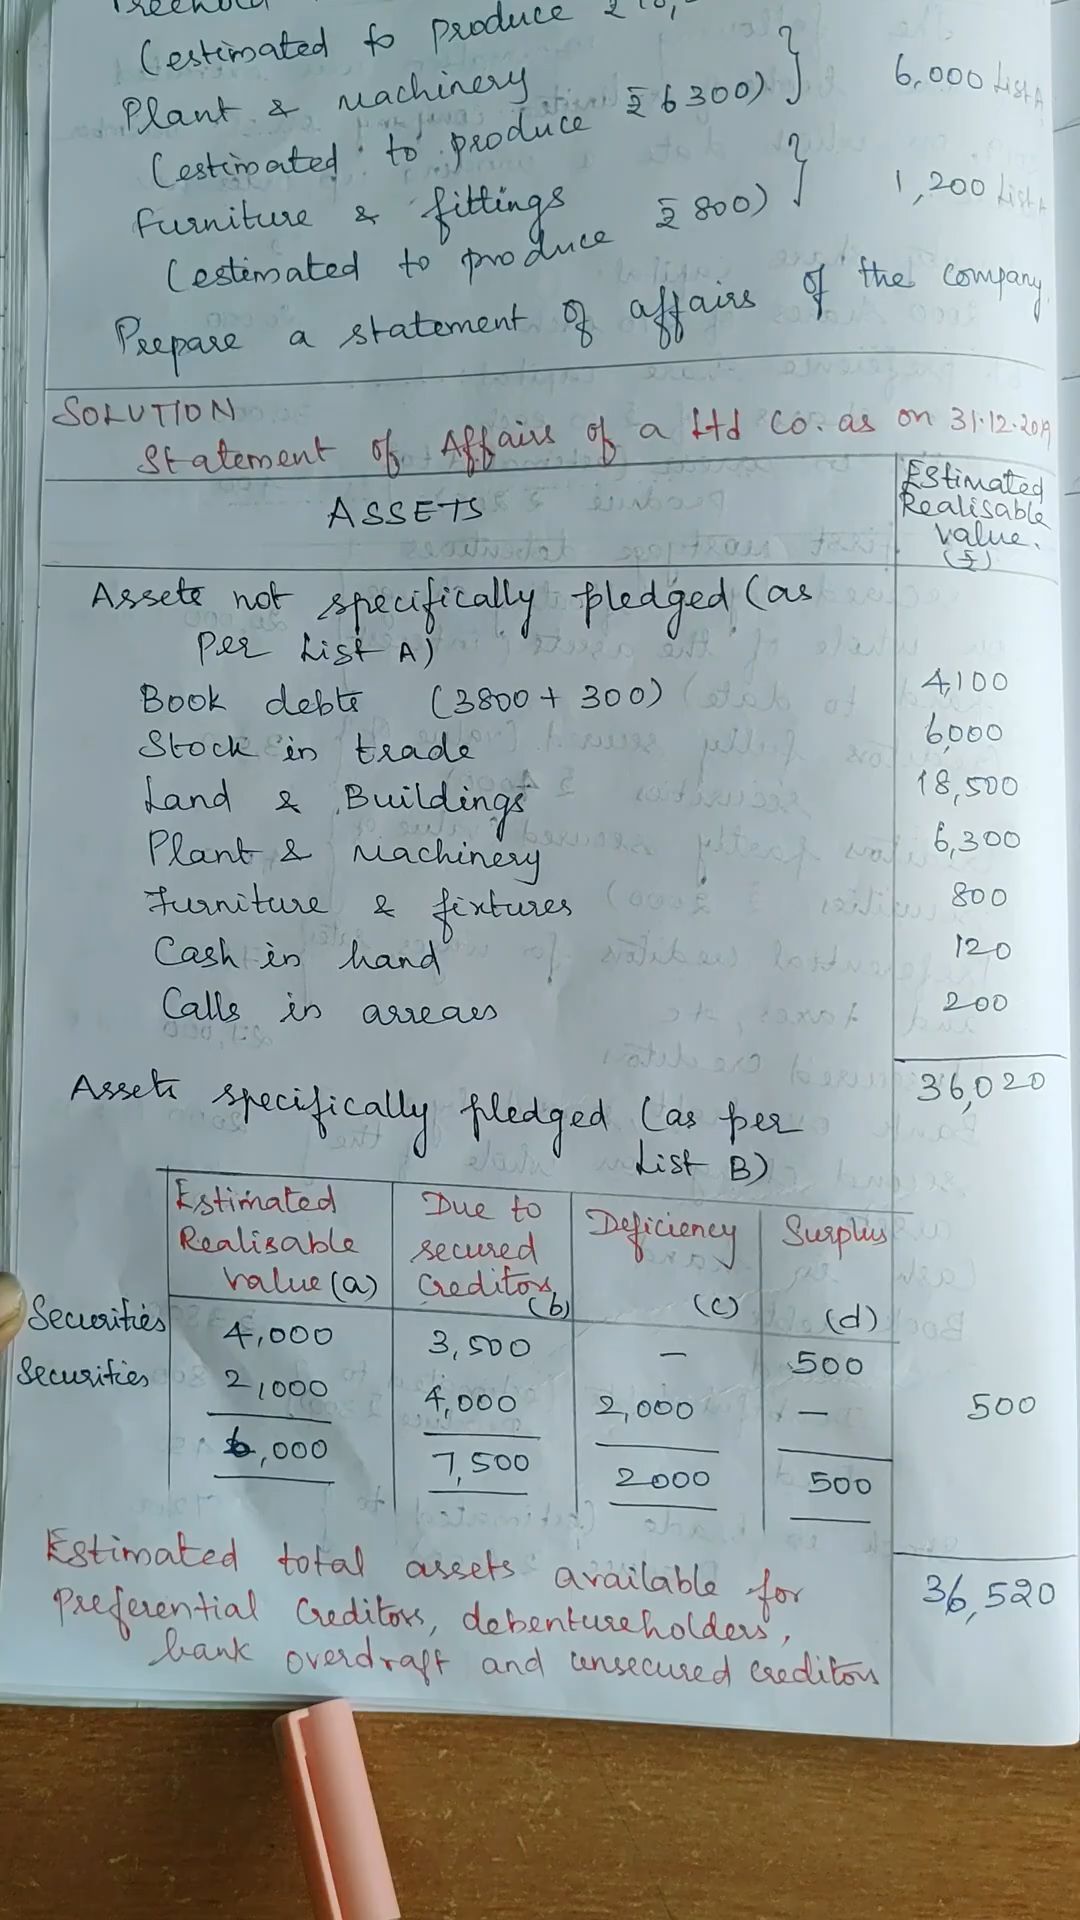 (estimated to produce ₹
Plant & Machinery } 6,000 List A
(estimated to produce ₹ 6300)
Furniture & fittings } 1,200 List A
(estimated to produce ₹ 800)
Prepare a statement of affairs of the company.
SOLUTION
Statement of Affairs of a Ltd Co. as on 31.12.2019
ASSETS
Estimated
Realisable
Value.
(₹)
Assets not specifically pledged (as
Per List A)
Book debts (3800 + 300) 4,100
Stock in trade 6,000
Land & Buildings 18,500
Plant & Machinery 6,300
Furniture & fixtures 800
Cash in hand 120
Calls in arrears 200
36,020
Assets specifically pledged (as per
List B)
Estimated
Realisable
Value (a)
Due to
secured
Creditors
(b)
Deficiency
(c)
Surplus
(d)
Securities 4,000 3,500 – 500
Securities 2,000 4,000 2,000 – 500
6,000 7,500 2000 500
Estimated total assets available for 36,520
preferential Creditors, debentureholders,
bank overdraft and unsecured creditors